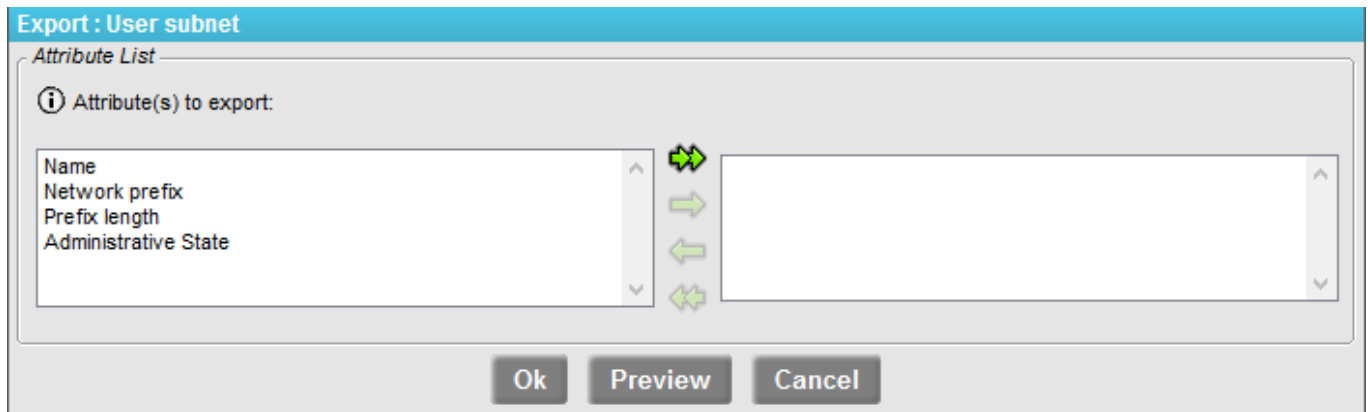 Export : User subnet
Attribute List
Attribute(s) to export:
Name
Network prefix
Prefix length
Administrative State
Ok Preview Cancel